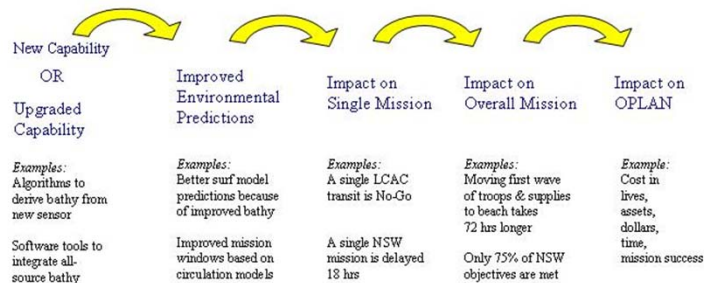 New Capability
OR
Upgraded
Capability
Examples:
Algorithms to
derive bathy from
new sensor
Software tools to
integrate all-
source bathy
Improved
Environmental
Predictions
Examples:
Better surf model
predictions because
of improved bathy
Improved mission
windows based on
circulation models
Impact on
Single Mission
Examples:
A single LCAC
transit is No-Go
A single NSW
mission is delayed
18 hrs
Impact on
Overall Mission
Examples:
Moving first wave
of troops & supplies
to beach takes
72 hrs longer
Only 75% of NSW
objectives are met
Impact on
OPLAN
Example:
Cost in
lives,
assets,
dollars,
time,
mission success